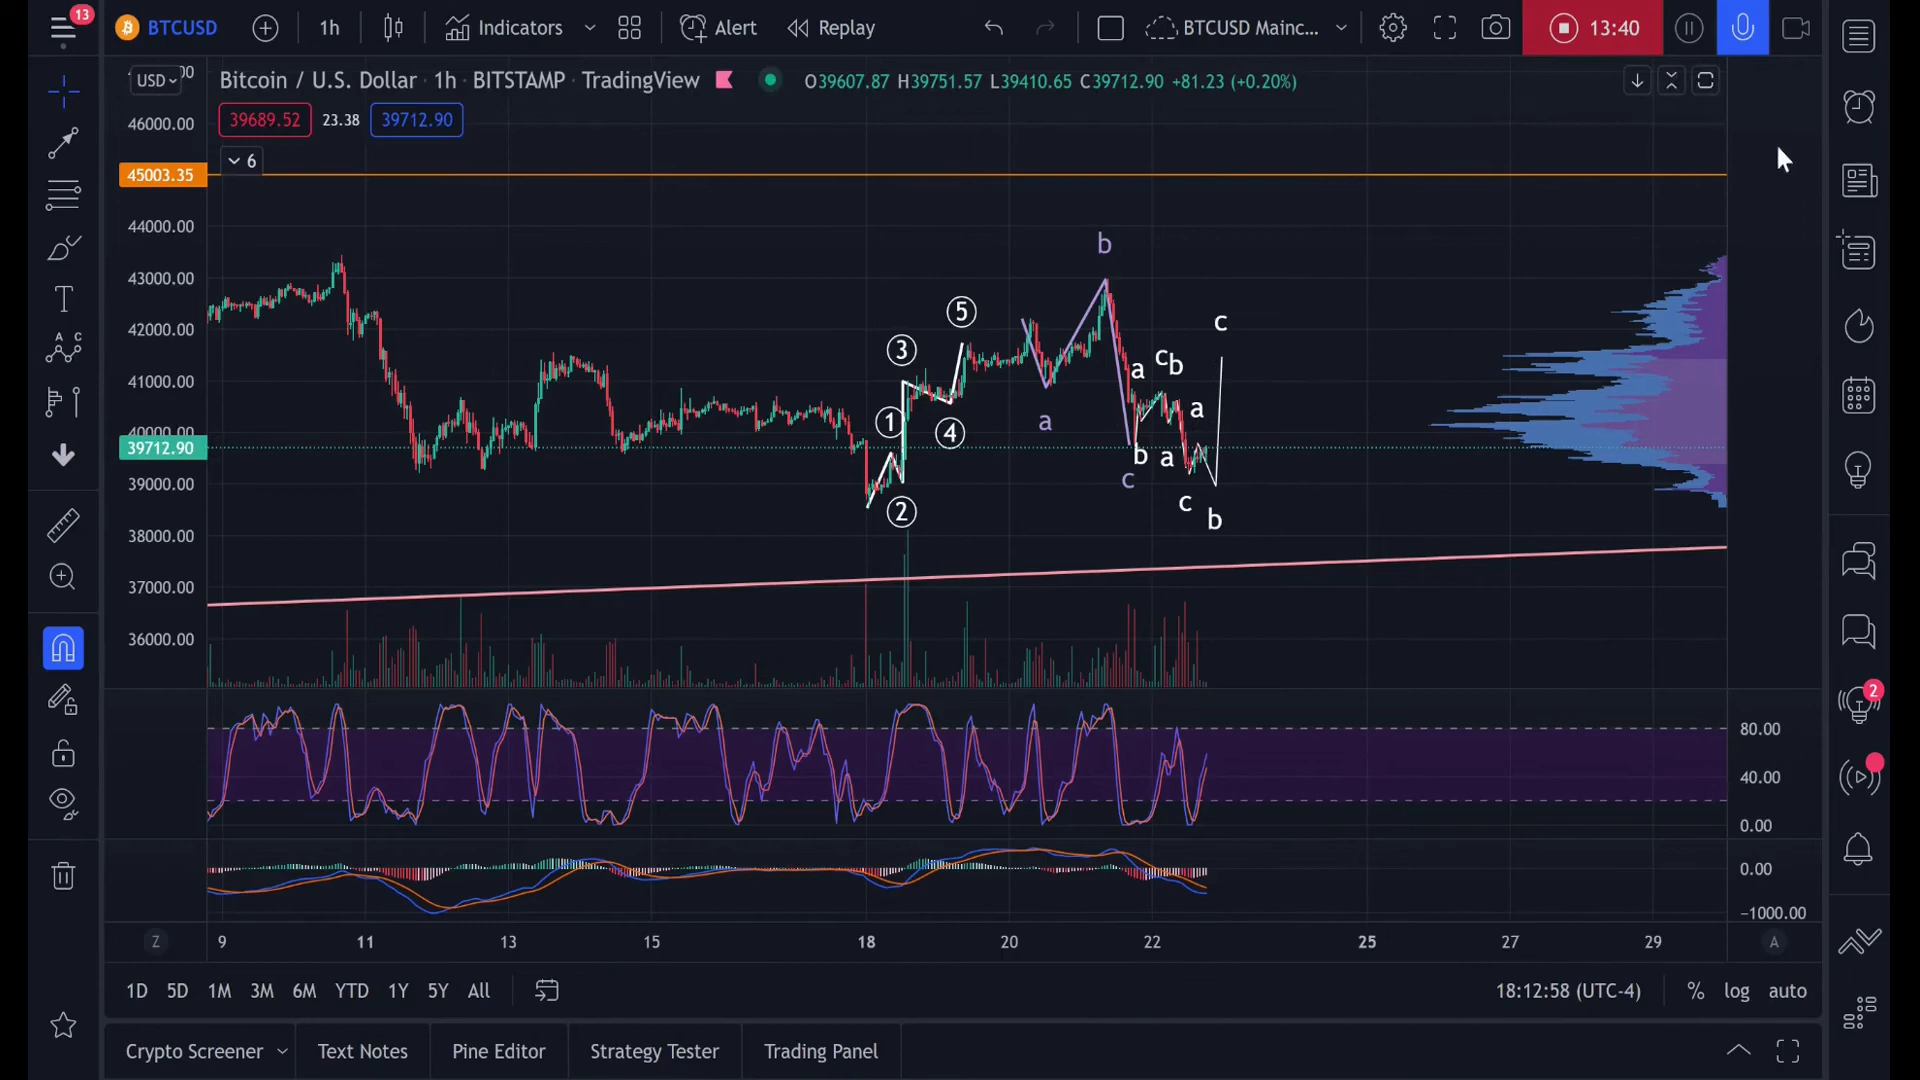 13
BTCUSD 1h Indicators Alert Replay BTCUSD Mainc... 13:40
USD
Bitcoin / U.S. Dollar · 1h · BITSTAMP · TradingView O39607.87 H39751.57 L39410.65 C39712.90 +81.23 (+0.20%)
39689.52 23.38 39712.90
46000.00
6
45003.35
44000.00
43000.00
42000.00
41000.00
40000.00
39712.90
39000.00
38000.00
37000.00
36000.00
b
5
3
c
a c b
1 a a
4
b a
c
2 c b
2
80.00
40.00
0.00
0.00
−1000.00
Z 9 11 13 15 18 20 22 25 27 29 A
1D 5D 1M 3M 6M YTD 1Y 5Y All 18:12:58 (UTC-4) % log auto
Crypto Screener Text Notes Pine Editor Strategy Tester Trading Panel